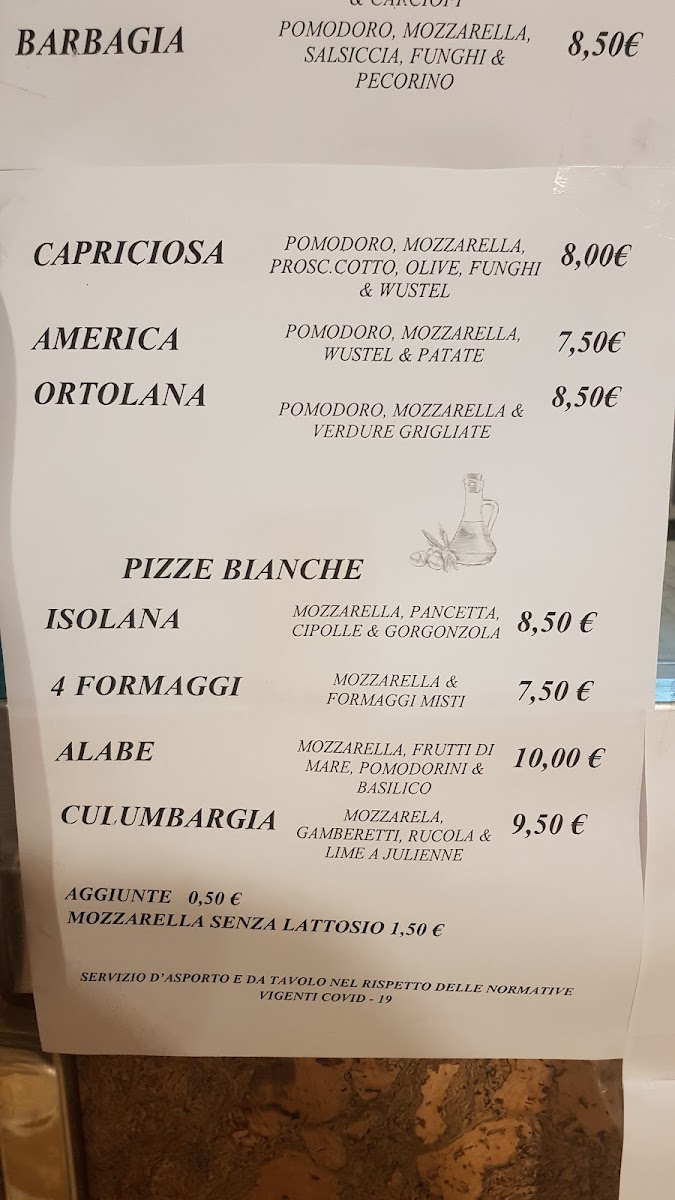 & CARCIOFI
BARBAGIA
POMODORO, MOZZARELLA,
SALSICCIA, FUNGHI &
PECORINO
8,50€
CAPRICIOSA
POMODORO, MOZZARELLA,
PROSC.COTTO, OLIVE, FUNGHI
& WUSTEL
8,00€
AMERICA
POMODORO, MOZZARELLA,
WUSTEL & PATATE
7,50€
ORTOLANA
POMODORO, MOZZARELLA &
VERDURE GRIGLIATE
8,50€
PIZZE BIANCHE
ISOLANA
MOZZARELLA, PANCETTA,
CIPOLLE & GORGONZOLA
8,50 €
4 FORMAGGI
MOZZARELLA &
FORMAGGI MISTI
7,50 €
ALABE
MOZZARELLA, FRUTTI DI
MARE, POMODORINI &
BASILICO
10,00 €
CULUMBARGIA
MOZZARELA,
GAMBERETTI, RUCOLA &
LIME A JULIENNE
9,50 €
AGGIUNTE 0,50 €
MOZZARELLA SENZA LATTOSIO 1,50 €
SERVIZIO D'ASPORTO E DA TAVOLO NEL RISPETTO DELLE NORMATIVE
VIGENTI COVID - 19